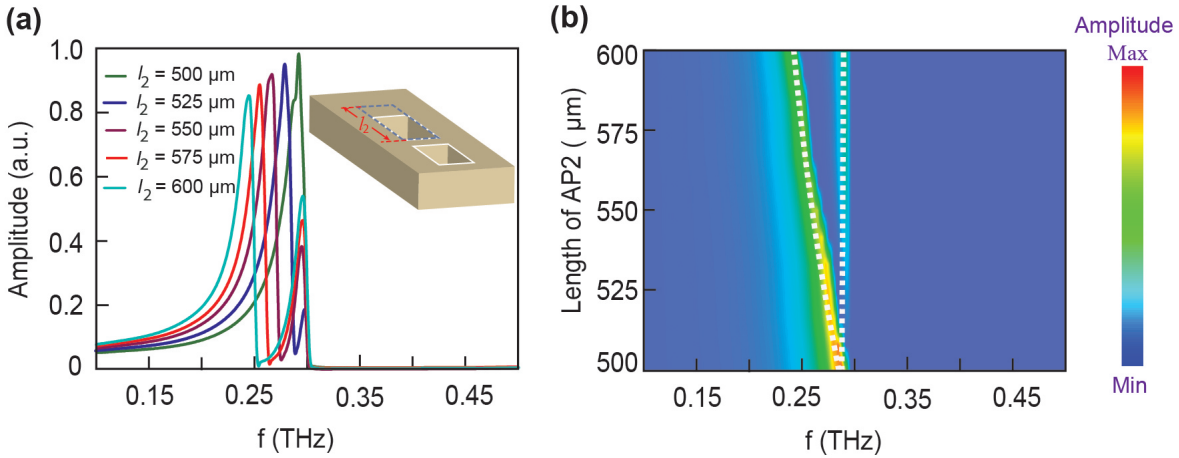 (a)
Amplitude (a.u.)
1.0
0.8
0.6
0.4
0.2
0
l2 = 500 µm
l2 = 525 µm
l2 = 550 µm
l2 = 575 µm
l2 = 600 µm
l2
0.15 0.25 0.35 0.45
f (THz)
(b)
Length of AP2 ( µm)
600
575
550
525
500
0.15 0.25 0.35 0.45
f (THz)
Amplitude
Max
Min